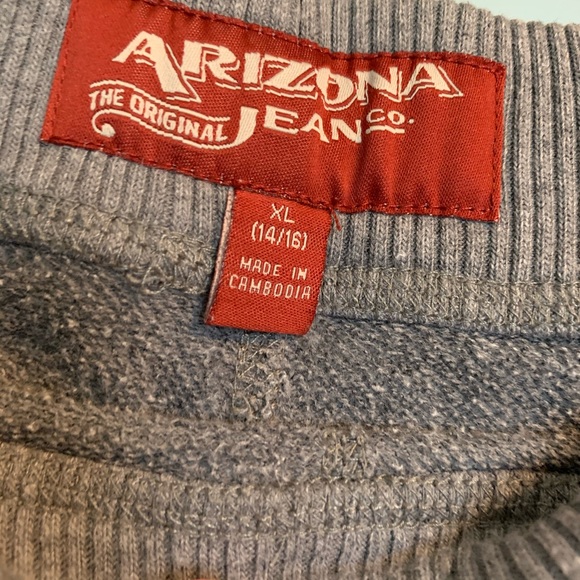 ARIZONA
THE ORIGINAL JEAN CO.
XL
(14/16)
MADE IN
CAMBODIA